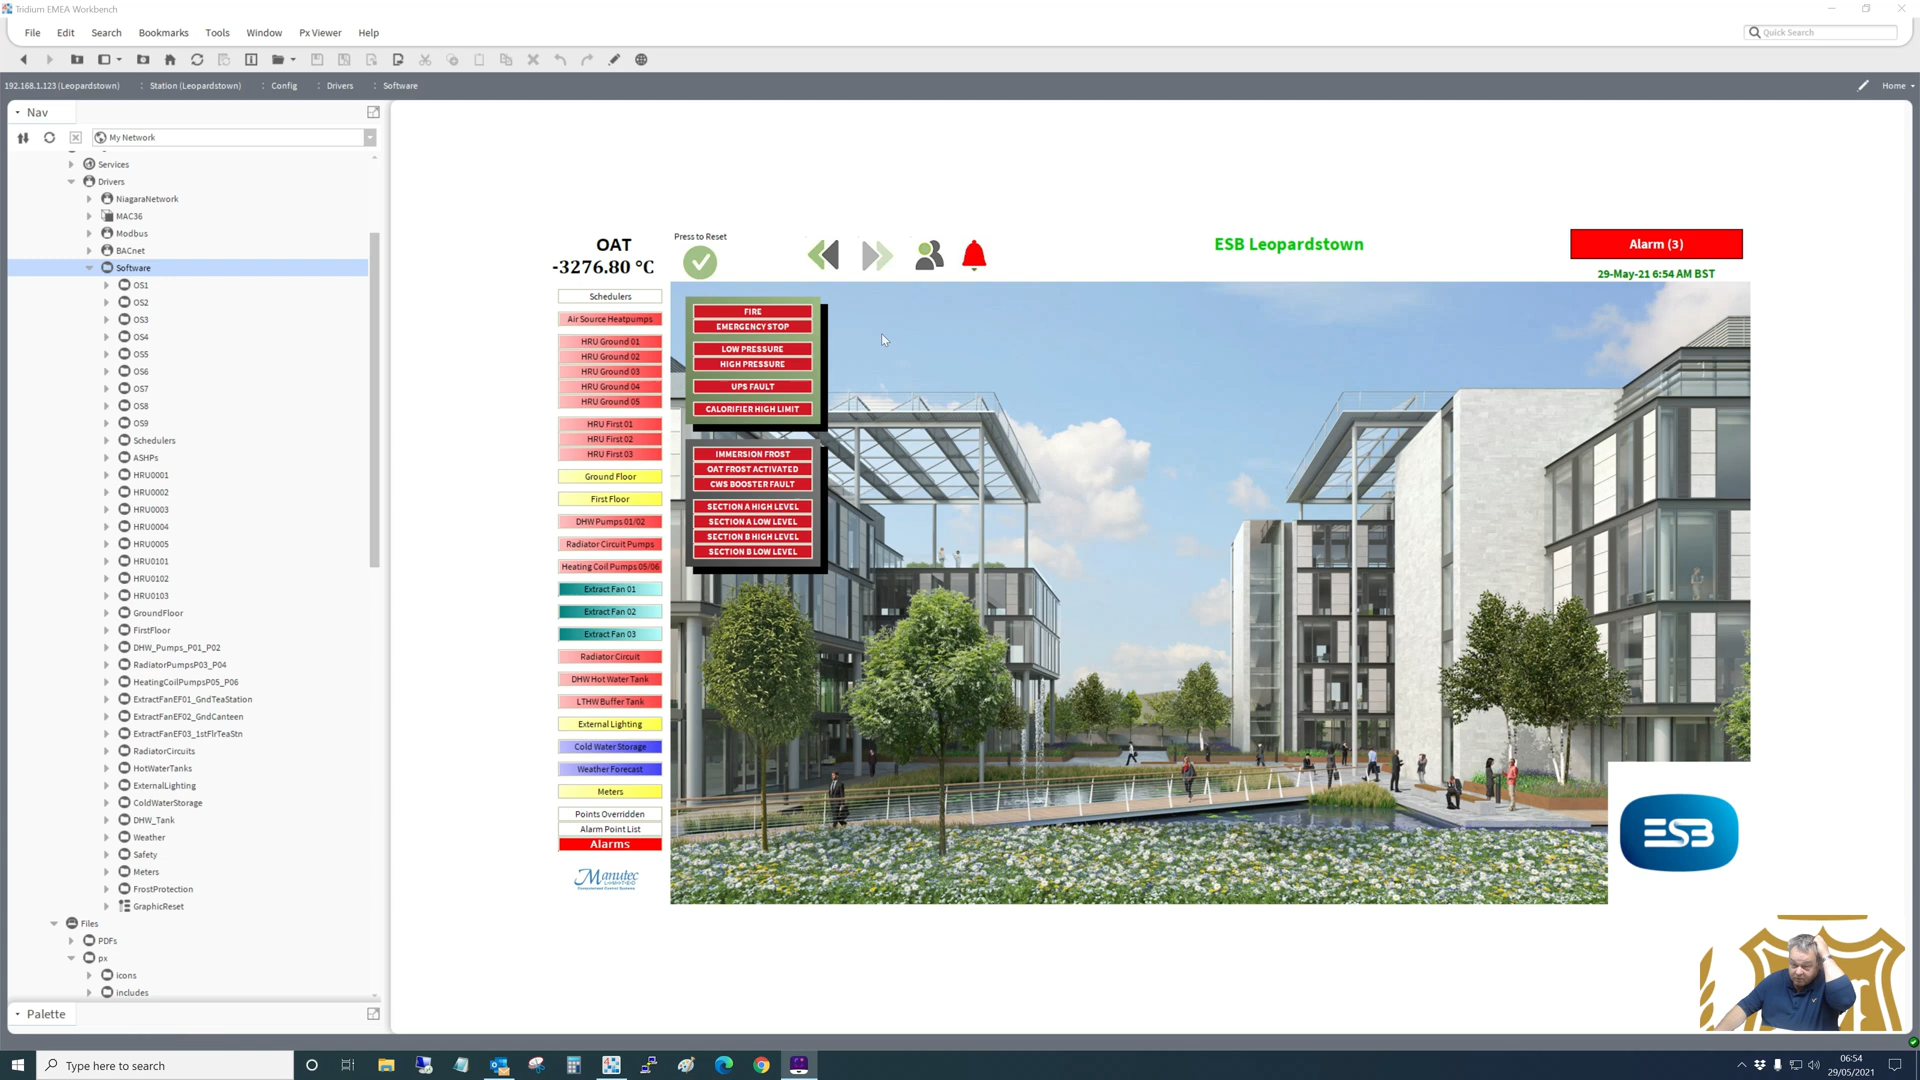 Tridium EMEA Workbench
File Edit Search Bookmarks Tools Window Px Viewer Help
Quick Search
192.168.1.123 (Leopardstown) : Station (Leopardstown) : Config : Drivers : Software
Home
Nav
My Network
Services
Drivers
NiagaraNetwork
MAC36
Modbus
BACnet
Software
OS1
OS2
OS3
OS4
OS5
OS6
OS7
OS8
OS9
Schedulers
ASHPs
HRU0001
HRU0002
HRU0003
HRU0004
HRU0005
HRU0101
HRU0102
HRU0103
GroundFloor
FirstFloor
DHW_Pumps_P01_P02
RadiatorPumpsP03_P04
HeatingCoilPumpsP05_P06
ExtractFanEF01_GndTeaStation
ExtractFanEF02_GndCanteen
ExtractFanEF03_1stFlrTeaStn
RadiatorCircuits
HotWaterTanks
ExternalLighting
ColdWaterStorage
DHW_Tank
Weather
Safety
Meters
FrostProtection
GraphicReset
Files
PDFs
px
icons
includes
Palette
OAT
-3276.80 °C
Press to Reset
ESB Leopardstown
Alarm (3)
29-May-21 6:54 AM BST
Schedulers
Air Source Heatpumps
HRU Ground 01
HRU Ground 02
HRU Ground 03
HRU Ground 04
HRU Ground 05
HRU First 01
HRU First 02
HRU First 03
Ground Floor
First Floor
DHW Pumps 01/02
Radiator Circuit Pumps
Heating Coil Pumps 05/06
Extract Fan 01
Extract Fan 02
Extract Fan 03
Radiator Circuit
DHW Hot Water Tank
LTHW Buffer Tank
External Lighting
Cold Water Storage
Weather Forecast
Meters
Points Overridden
Alarm Point List
Alarms
Manutec
FIRE
EMERGENCY STOP
LOW PRESSURE
HIGH PRESSURE
UPS FAULT
CALORIFIER HIGH LIMIT
IMMERSION FROST
OAT FROST ACTIVATED
CWS BOOSTER FAULT
SECTION A HIGH LEVEL
SECTION A LOW LEVEL
SECTION B HIGH LEVEL
SECTION B LOW LEVEL
ESB
Type here to search
06:54
29/05/2021